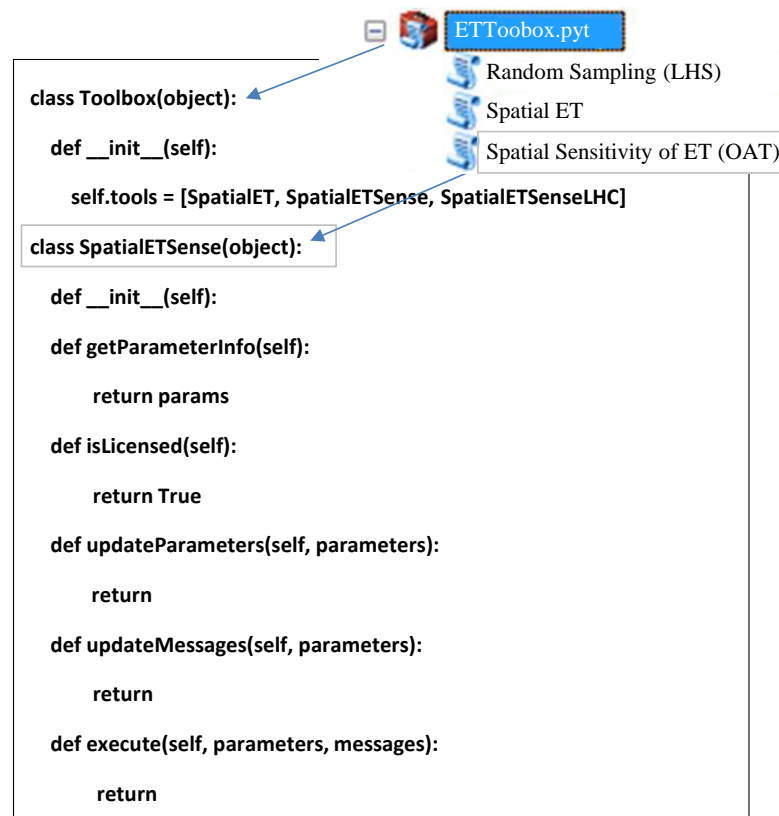 ETToobox.pyt
Random Sampling (LHS)
Spatial ET
Spatial Sensitivity of ET (OAT)
class Toolbox(object):
def __init__(self):
self.tools = [SpatialET, SpatialETSense, SpatialETSenseLHC]
class SpatialETSense(object):
def __init__(self):
def getParameterInfo(self):
return params
def isLicensed(self):
return True
def updateParameters(self, parameters):
return
def updateMessages(self, parameters):
return
def execute(self, parameters, messages):
return